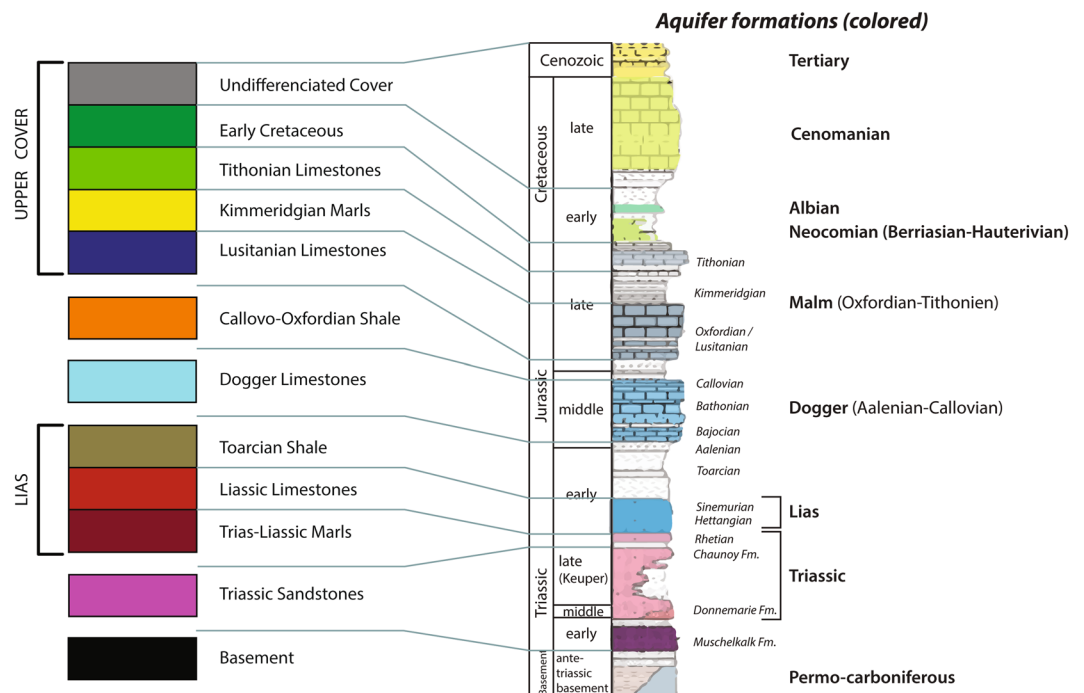 Aquifer formations (colored)
UPPER COVER
Undifferenciated Cover
Early Cretaceous
Tithonian Limestones
Kimmeridgian Marls
Lusitanian Limestones
Callovo-Oxfordian Shale
Dogger Limestones
LIAS
Toarcian Shale
Liassic Limestones
Trias-Liassic Marls
Triassic Sandstones
Basement
Cenozoic
Cretaceous
late
early
Jurassic
late
middle
early
Triassic
late
(Keuper)
middle
early
Basement
ante-
triassic
basement
Tithonian
Kimmeridgian
Oxfordian /
Lusitanian
Callovian
Bathonian
Bajocian
Aalenian
Toarcian
Sinemurian
Hettangian
Rhetian
Chaunoy Fm.
Donnemarie Fm.
Muschelkalk Fm.
Tertiary
Cenomanian
Albian
Neocomian (Berriasian-Hauterivian)
Malm (Oxfordian-Tithonien)
Dogger (Aalenian-Callovian)
Lias
Triassic
Permo-carboniferous